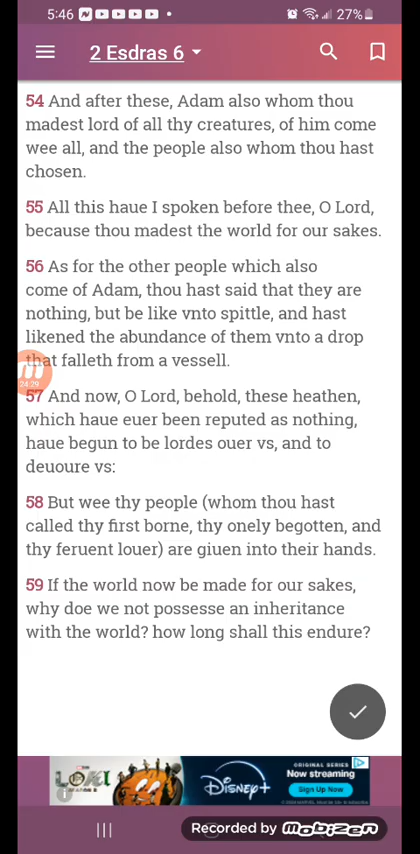 5:46 27%
2 Esdras 6
54 And after these, Adam also whom thou
madest lord of all thy creatures, of him come
wee all, and the people also whom thou hast
chosen.
55 All this haue I spoken before thee, O Lord,
because thou madest the world for our sakes.
56 As for the other people which also
come of Adam, thou hast said that they are
nothing, but be like vnto spittle, and hast
likened the abundance of them vnto a drop
that falleth from a vessell.
24:29
57 And now, O Lord, behold, these heathen,
which haue euer been reputed as nothing,
haue begun to be lordes ouer vs, and to
deuoure vs:
58 But wee thy people (whom thou hast
called thy first borne, thy onely begotten, and
thy feruent louer) are giuen into their hands.
59 If the world now be made for our sakes,
why doe we not possesse an inheritance
with the world? how long shall this endure?
LOKI
Disney+
ORIGINAL SERIES
Now streaming
Sign Up Now
Recorded by mobizen